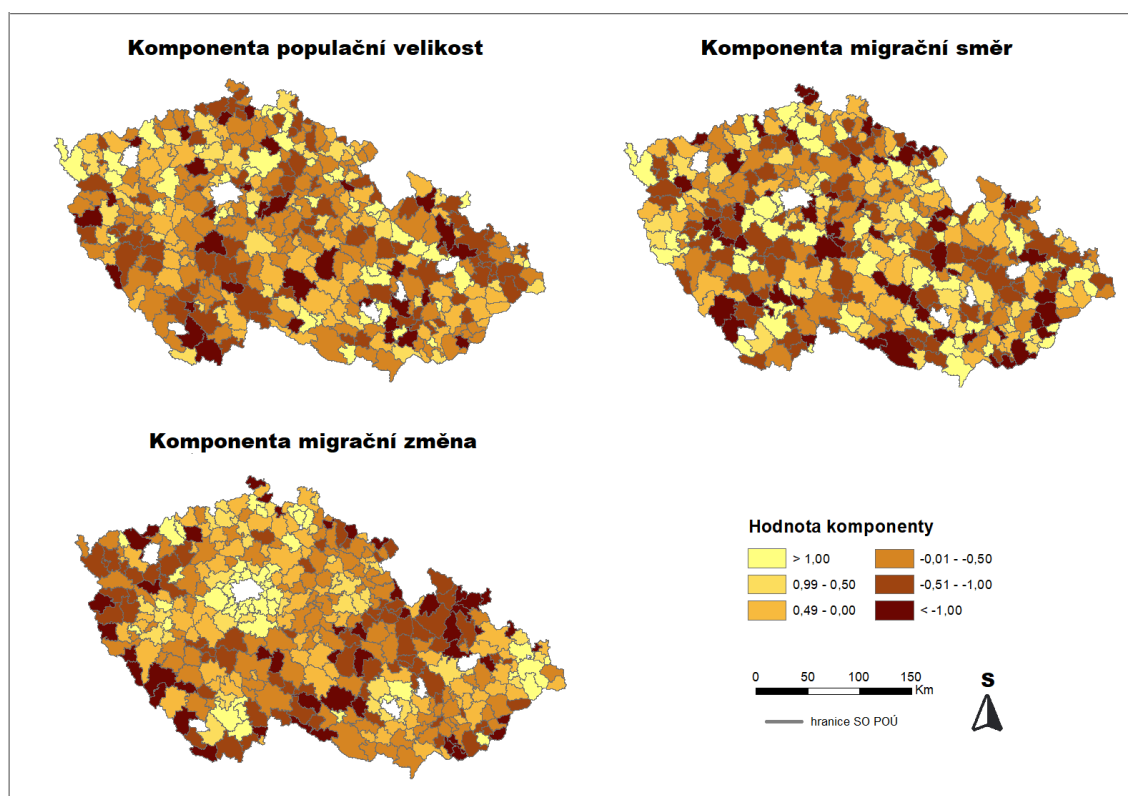 Komponenta populační velikost
Komponenta migrační směr
Komponenta migrační změna
Hodnota komponenty
> 1,00
0,99 - 0,50
0,49 - 0,00
-0,01 - -0,50
-0,51 - -1,00
< -1,00
0 50 100 150
Km
hranice SO POÚ
S